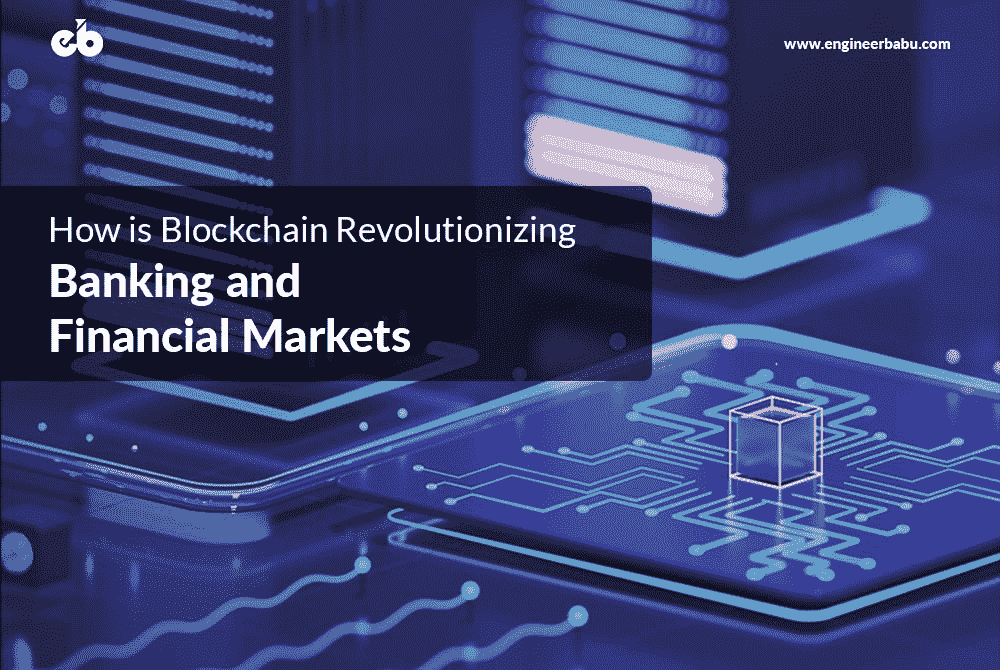 eb
www.engineerbabu.com
How is Blockchain Revolutionizing
Banking and
Financial Markets